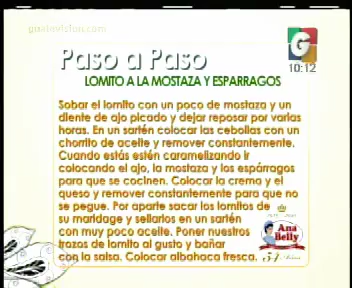 guatevision.com
Paso a Paso
G
10:12
LOMITO A LA MOSTAZA Y ESPARRAGOS
Sobar el lomito con un poco de mostaza y un
diente de ajo picado y dejar reposar por varias
horas. En un sartén colocar las cebollas con un
chorrito de aceite y remover constantemente.
Cuando estás estén caramelizando ir
colocando el ajo, la mostaza y los espárragos
para que se cocinen. Colocar la crema y el
queso y remover constantemente para que no
se pegue. Por aparte sacar los lomitos de
su maridage y sellarlos en un sartén
con muy poco aceite. Poner nuestros
trozos de lomito al gusto y bañar
con la salsa. Colocar albahaca fresca.
Ana
Belly
54 Años